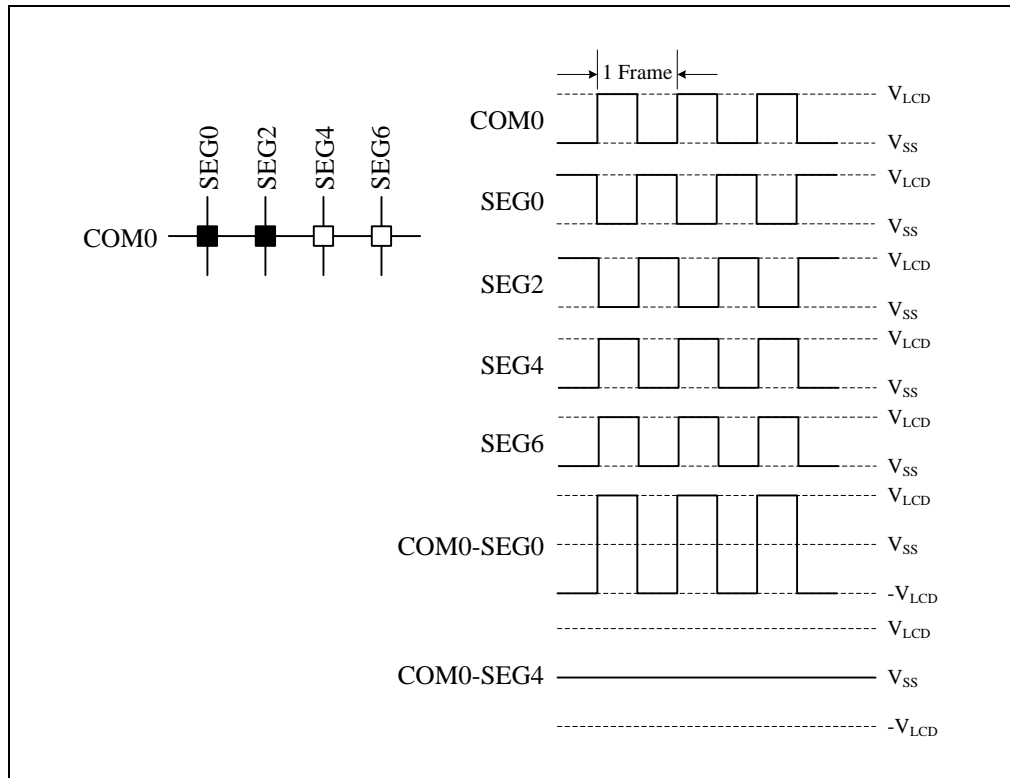 SEG0
SEG2
SEG4
SEG6
COM0
1 Frame
COM0
VLCD
VSS
SEG0
VLCD
VSS
SEG2
VLCD
VSS
SEG4
VLCD
VSS
SEG6
VLCD
VSS
COM0-SEG0
VLCD
VSS
-VLCD
COM0-SEG4
VLCD
VSS
-VLCD